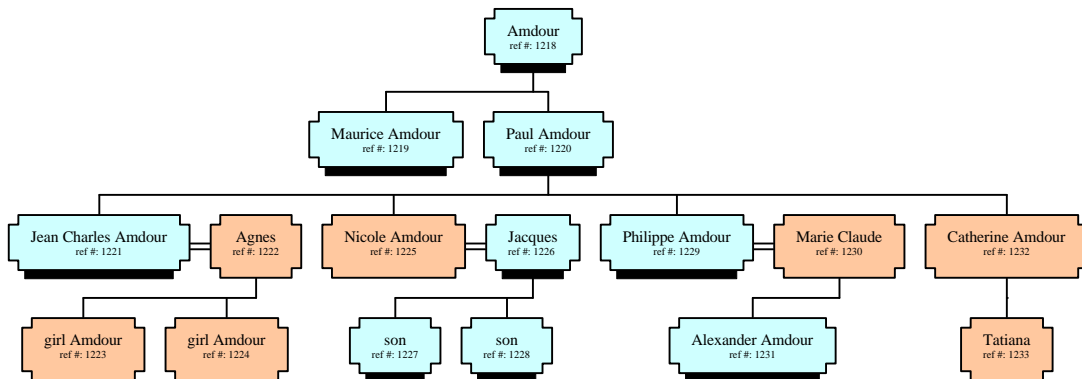 Amdour
ref #: 1218
Maurice Amdour
ref #: 1219
Paul Amdour
ref #: 1220
Jean Charles Amdour
ref #: 1221
Agnes
ref #: 1222
Nicole Amdour
ref #: 1225
Jacques
ref #: 1226
Philippe Amdour
ref #: 1229
Marie Claude
ref #: 1230
Catherine Amdour
ref #: 1232
girl Amdour
ref #: 1223
girl Amdour
ref #: 1224
son
ref #: 1227
son
ref #: 1228
Alexander Amdour
ref #: 1231
Tatiana
ref #: 1233